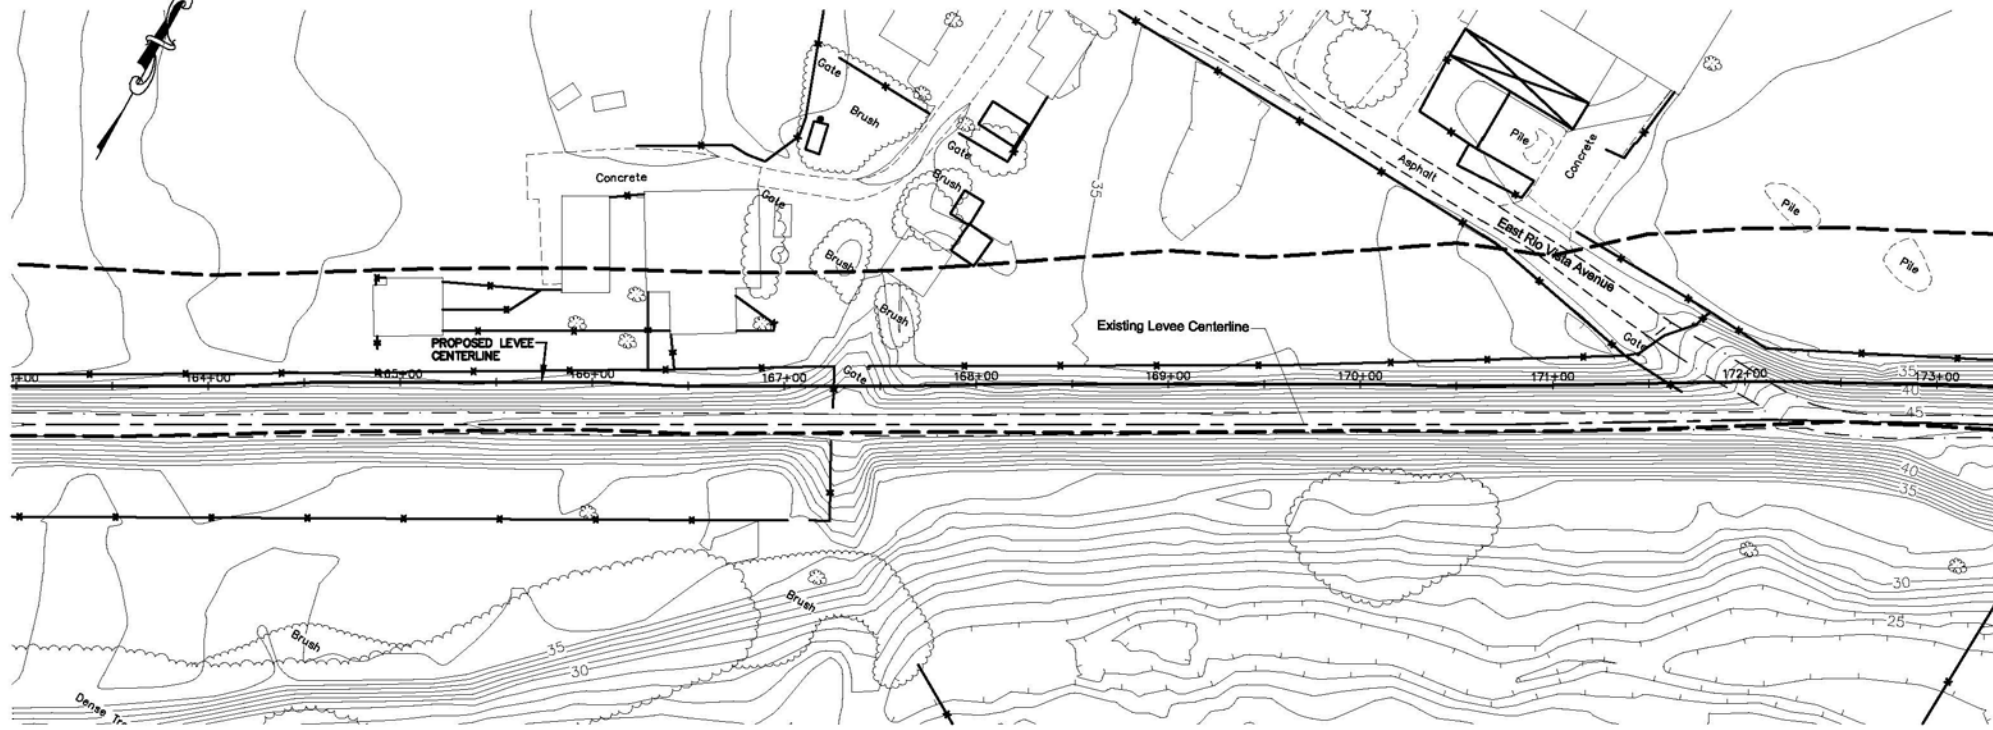 Gate
Brush
Gate
Brush
Concrete
Gate
Brush
Brush
35
Asphalt
Pile
Concrete
East Rio Vista Avenue
Pile
Pile
PROPOSED LEVEE
CENTERLINE
Existing Levee Centerline
Gate
Gate
164+00
165+00
166+00
167+00
168+00
169+00
170+00
171+00
172+00
173+00
35
40
45
40
35
30
25
Brush
Brush
35
30
Dense